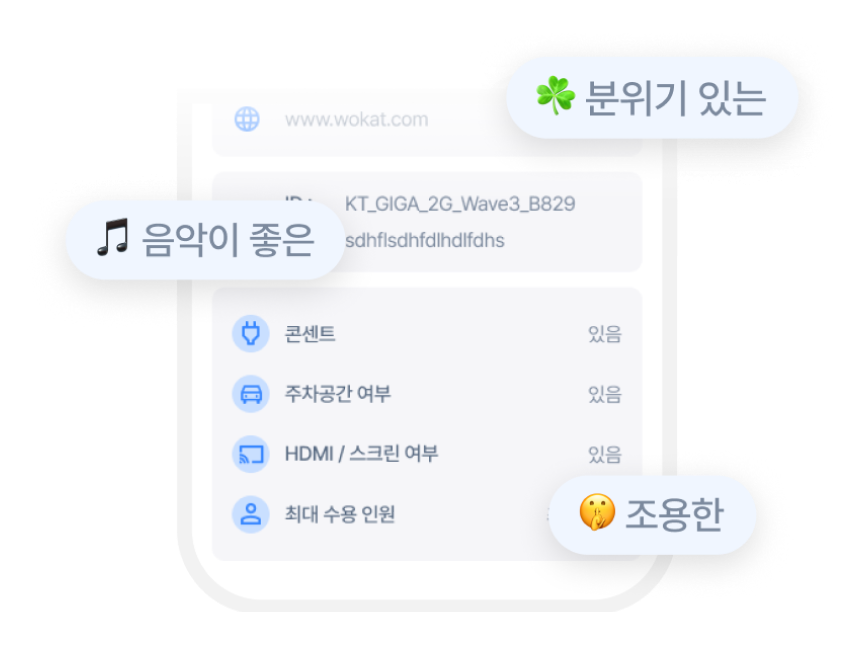 분위기 있는
www.wokat.com
KT_GIGA_2G_Wave3_B829
음악이 좋은
sdhflsdhfdlhdlfdhs
콘센트 있음
주차공간 여부 있음
HDMI / 스크린 여부 있음
최대 수용 인원
조용한